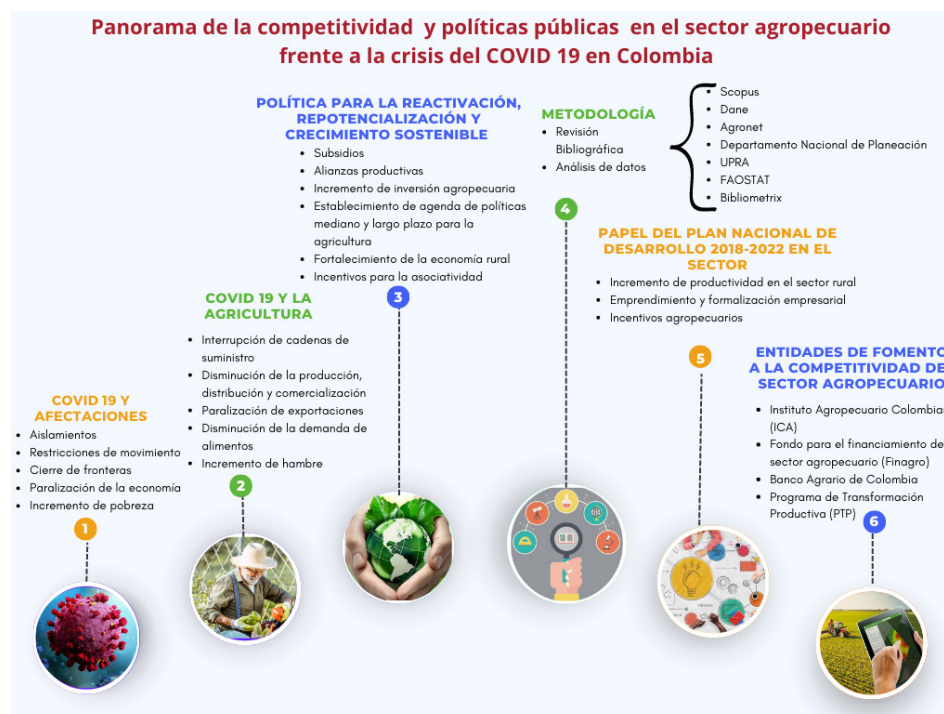 Panorama de la competitividad y políticas públicas en el sector agropecuario
frente a la crisis del COVID 19 en Colombia
COVID 19 Y
AFECTACIONES
• Aislamientos
• Restricciones de movimiento
• Cierre de fronteras
• Paralización de la economía
• Incremento de pobreza
1
COVID 19 Y LA
AGRICULTURA
• Interrupción de cadenas de
suministro
• Disminución de la producción,
distribución y comercialización
• Paralización de exportaciones
• Disminución de la demanda de
alimentos
• Incremento de hambre
2
POLÍTICA PARA LA REACTIVACIÓN,
REPOTENCIALIZACIÓN Y
CRECIMIENTO SOSTENIBLE
• Subsidios
• Alianzas productivas
• Incremento de inversión agropecuaria
• Establecimiento de agenda de políticas
mediano y largo plazo para la
agricultura
• Fortalecimiento de la economía rural
• Incentivos para la asociatividad
3
METODOLOGÍA
• Revisión
Bibliográfica
• Análisis de datos
• Scopus
• Dane
• Agronet
• Departamento Nacional de Planeación
• UPRA
• FAOSTAT
• Bibliometrix
4
PAPEL DEL PLAN NACIONAL DE
DESARROLLO 2018-2022 EN EL
SECTOR
• Incremento de productividad en el sector rural
• Emprendimiento y formalización empresarial
• Incentivos agropecuarios
5
ENTIDADES DE FOMENTO
A LA COMPETITIVIDAD DE
SECTOR AGROPECUARIO
• Instituto Agropecuario Colombia
(ICA)
• Fondo para el financiamiento de
sector agropecuario (Finagro)
• Banco Agrario de Colombia
• Programa de Transformación
Productiva (PTP)
6